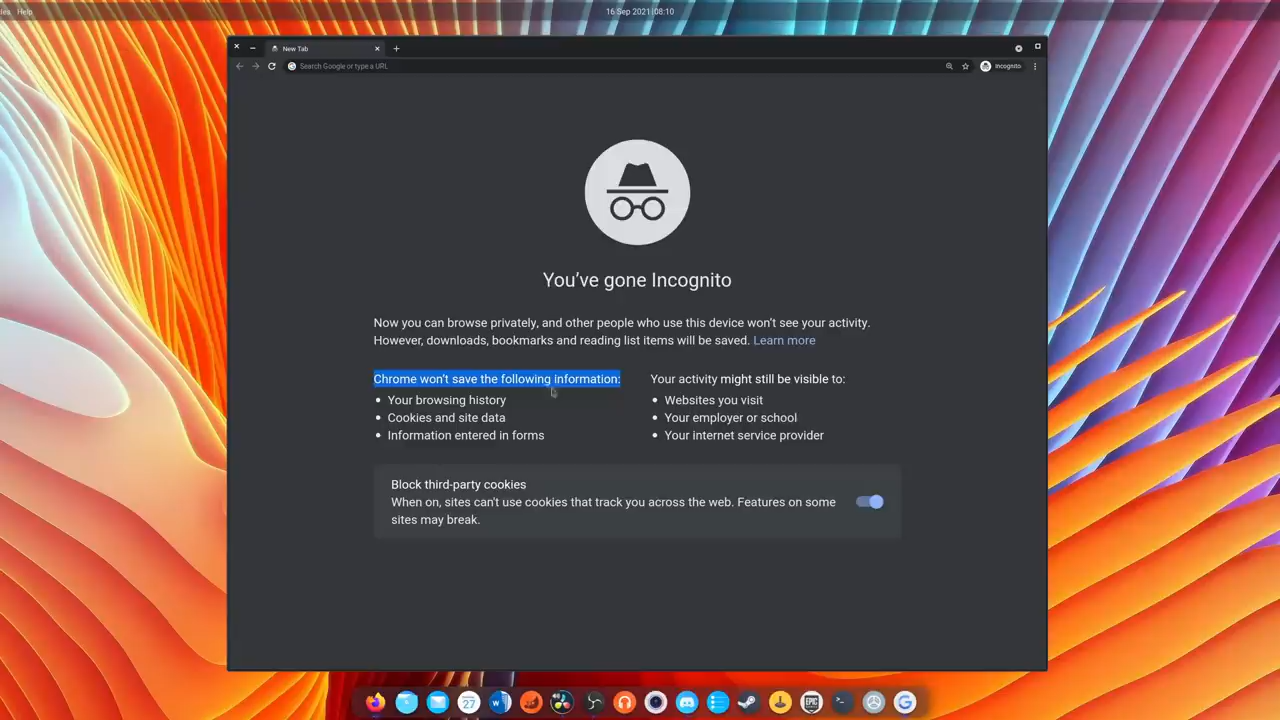 Help
16 Sep 2021 | 08:10
New Tab
Search Google or type a URL
Incognito
You've gone Incognito
Now you can browse privately, and other people who use this device won't see your activity.
However, downloads, bookmarks and reading list items will be saved. Learn more
Chrome won't save the following information:
Your browsing history
Cookies and site data
Information entered in forms
Your activity might still be visible to:
Websites you visit
Your employer or school
Your internet service provider
Block third-party cookies
When on, sites can't use cookies that track you across the web. Features on some
sites may break.
27
W
EPIC